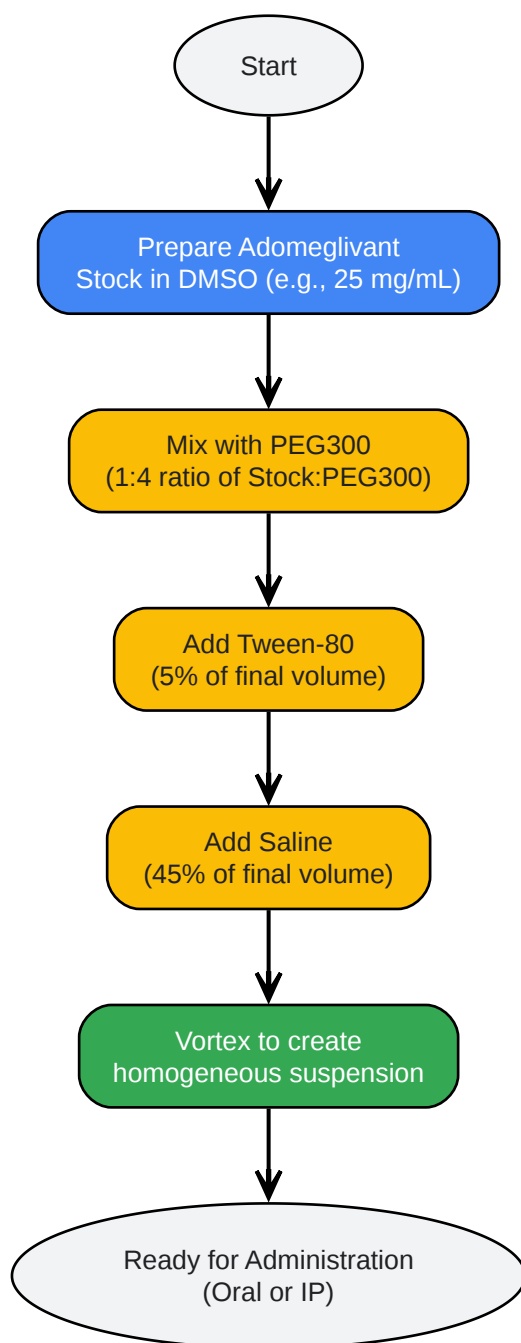 Start
Prepare Adomeglivant
Stock in DMSO (e.g., 25 mg/mL)
Mix with PEG300
(1:4 ratio of Stock:PEG300)
Add Tween-80
(5% of final volume)
Add Saline
(45% of final volume)
Vortex to create
homogeneous suspension
Ready for Administration
(Oral or IP)